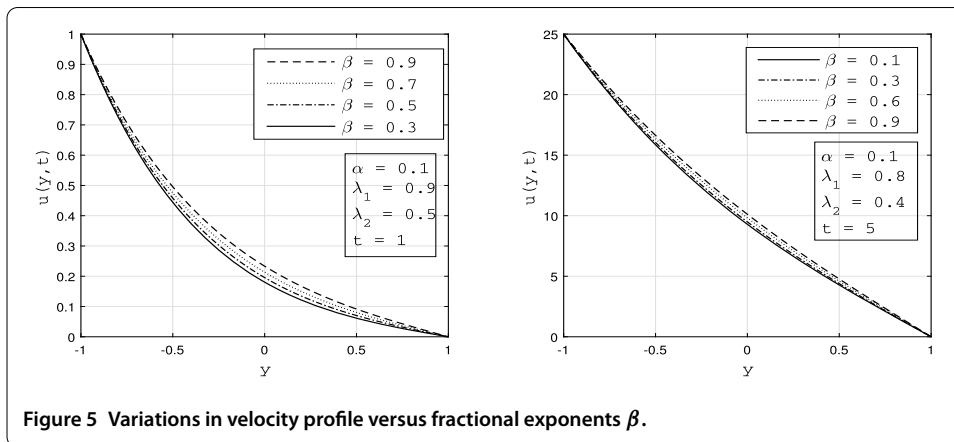 1
0.9
0.8
0.7
0.6
0.5
0.4
0.3
0.2
0.1
0
u(y,t)
-1 -0.5 0 0.5 1
y
β = 0.9
β = 0.7
β = 0.5
β = 0.3
α = 0.1
λ₁ = 0.9
λ₂ = 0.5
t = 1
25
20
15
10
5
0
u(y,t)
-1 -0.5 0 0.5 1
y
β = 0.1
β = 0.3
β = 0.6
β = 0.9
α = 0.1
λ₁ = 0.8
λ₂ = 0.4
t = 5
Figure 5 Variations in velocity profile versus fractional exponents β.